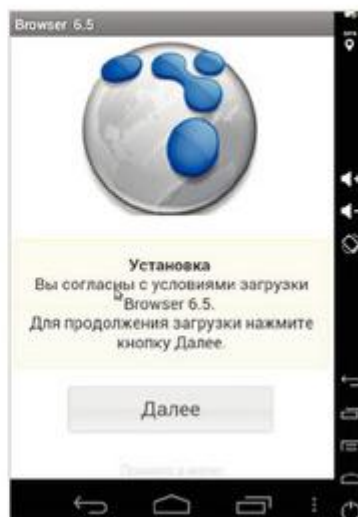 Browser 6.5
Установка
Вы согласны с условиями загрузки
Browser 6.5.
Для продолжения загрузки нажмите
кнопку Далее.
Далее